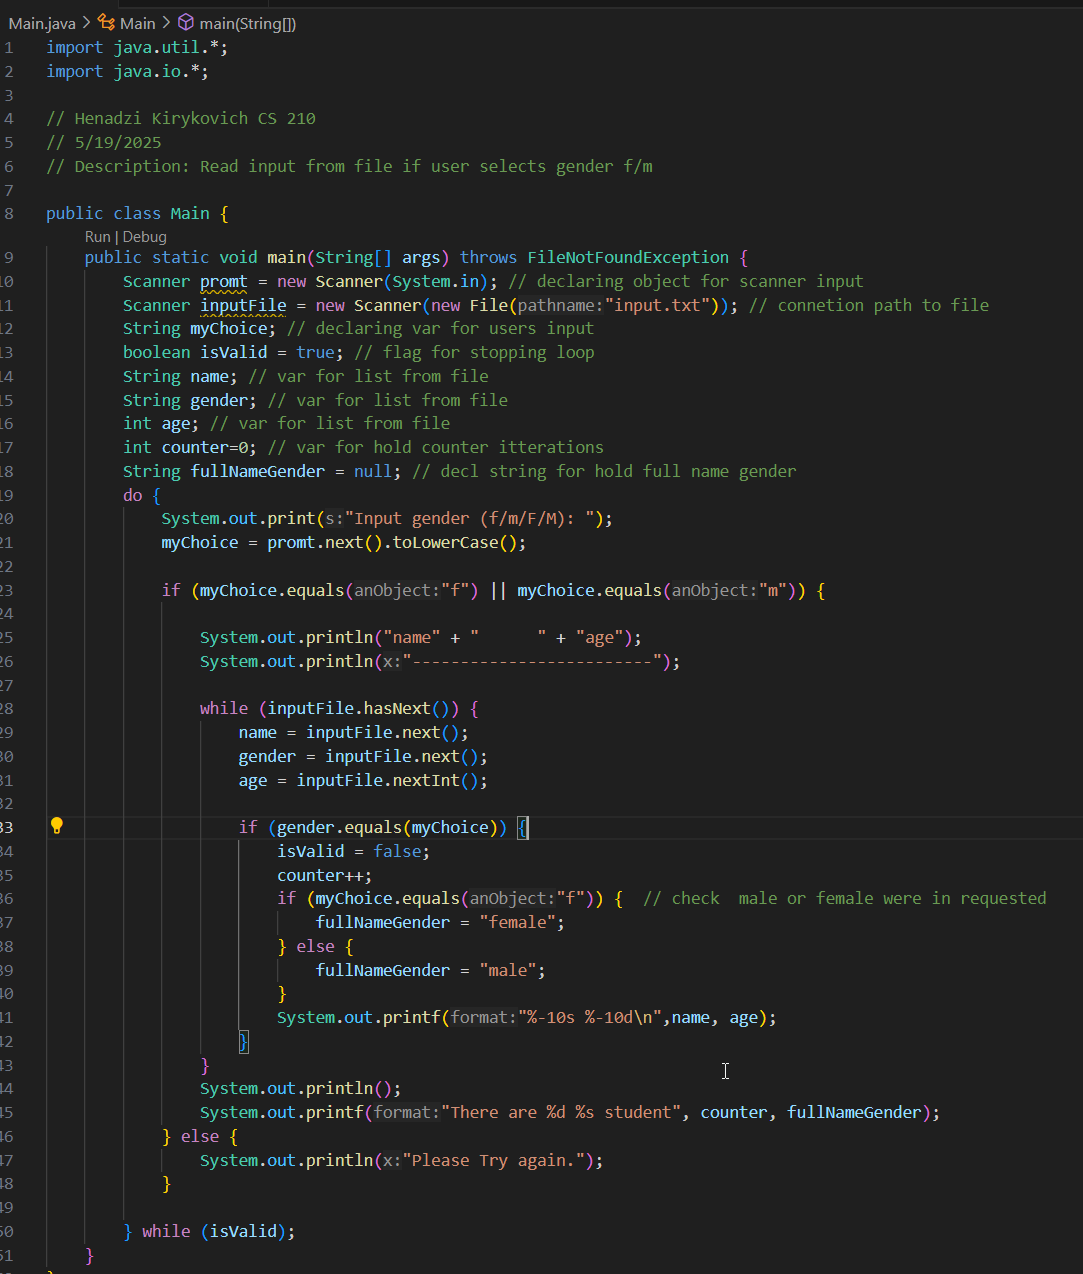 Main.java > Main > main(String[])
1 import java.util.*;
2 import java.io.*;
3
4 // Henadzi Kirykovich CS 210
5 // 5/19/2025
6 // Description: Read input from file if user selects gender f/m
7
8 public class Main {
Run | Debug
9 public static void main(String[] args) throws FileNotFoundException {
10 Scanner promt = new Scanner(System.in); // declaring object for scanner input
11 Scanner inputFile = new Scanner(new File(pathname:"input.txt")); // connetion path to file
12 String myChoice; // declaring var for users input
13 boolean isValid = true; // flag for stopping loop
14 String name; // var for list from file
15 String gender; // var for list from file
16 int age; // var for list from file
17 int counter=0; // var for hold counter itterations
18 String fullNameGender = null; // decl string for hold full name gender
19 do {
20 System.out.print(s:"Input gender (f/m/F/M): ");
21 myChoice = promt.next().toLowerCase();
22
23 if (myChoice.equals(anObject:"f") || myChoice.equals(anObject:"m")) {
24
25 System.out.println("name" + "      " + "age");
26 System.out.println(x:"-------------------------");
27
28 while (inputFile.hasNext()) {
29 name = inputFile.next();
30 gender = inputFile.next();
31 age = inputFile.nextInt();
32
33 if (gender.equals(myChoice)) {
34 isValid = false;
35 counter++;
36 if (myChoice.equals(anObject:"f")) {  // check  male or female were in requested
37 fullNameGender = "female";
38 } else {
39 fullNameGender = "male";
40 }
41 System.out.printf(format:"%-10s %-10d\n",name, age);
42 }
43 }
44 System.out.println();
45 System.out.printf(format:"There are %d %s student", counter, fullNameGender);
46 } else {
47 System.out.println(x:"Please Try again.");
48 }
49
50 } while (isValid);
51 }